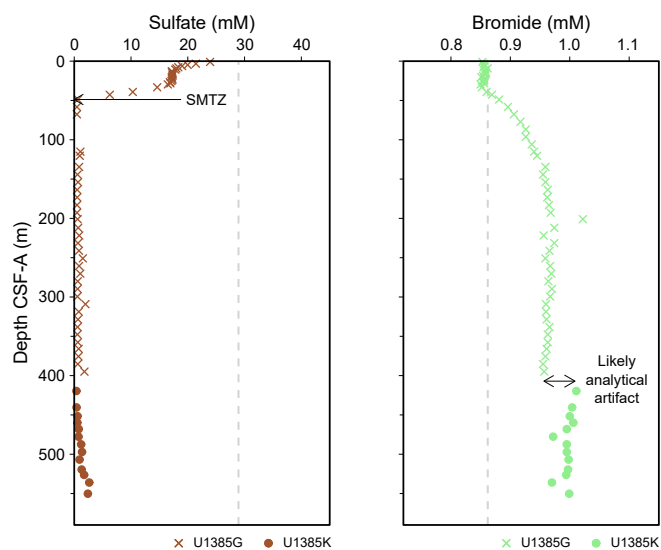 Sulfate (mM)
0 10 20 30 40
Bromide (mM)
0.8 0.9 1.0 1.1
Depth CSF-A (m)
0
100
200
300
400
500
SMTZ
Likely
analytical
artifact
U1385G U1385K
U1385G U1385K